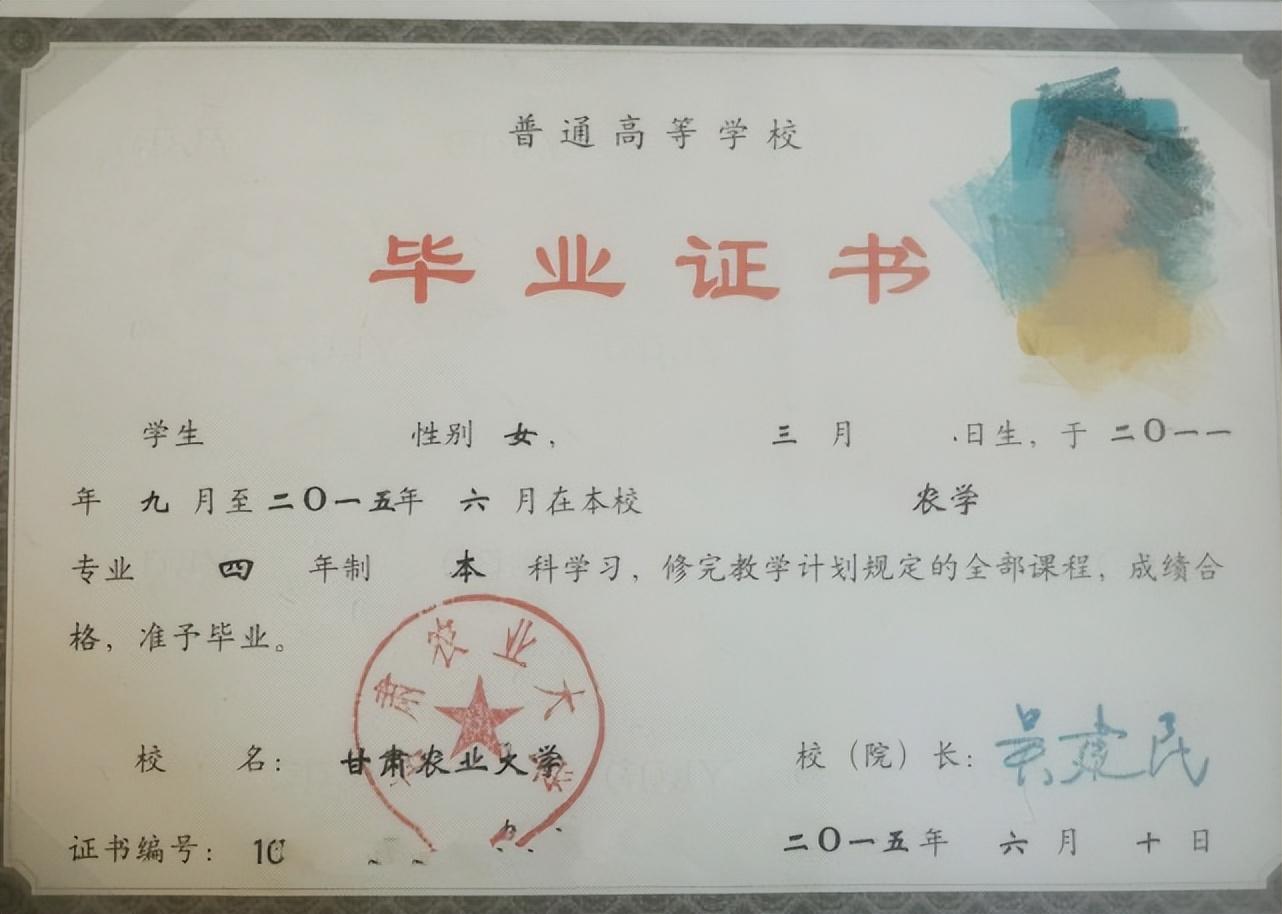 普通高等学校
毕业证书
学生 性别 女， 三 月 日生，于 二〇一一
年 九 月至 二〇一五年 六 月在本校 农学
专业 四 年制 本 科学习，修完教学计划规定的全部课程，成绩合
格，准予毕业。
校 名： 甘肃农业大学
校（院）长：吴建民
证书编号： 10
二〇一五年 六 月 十 日